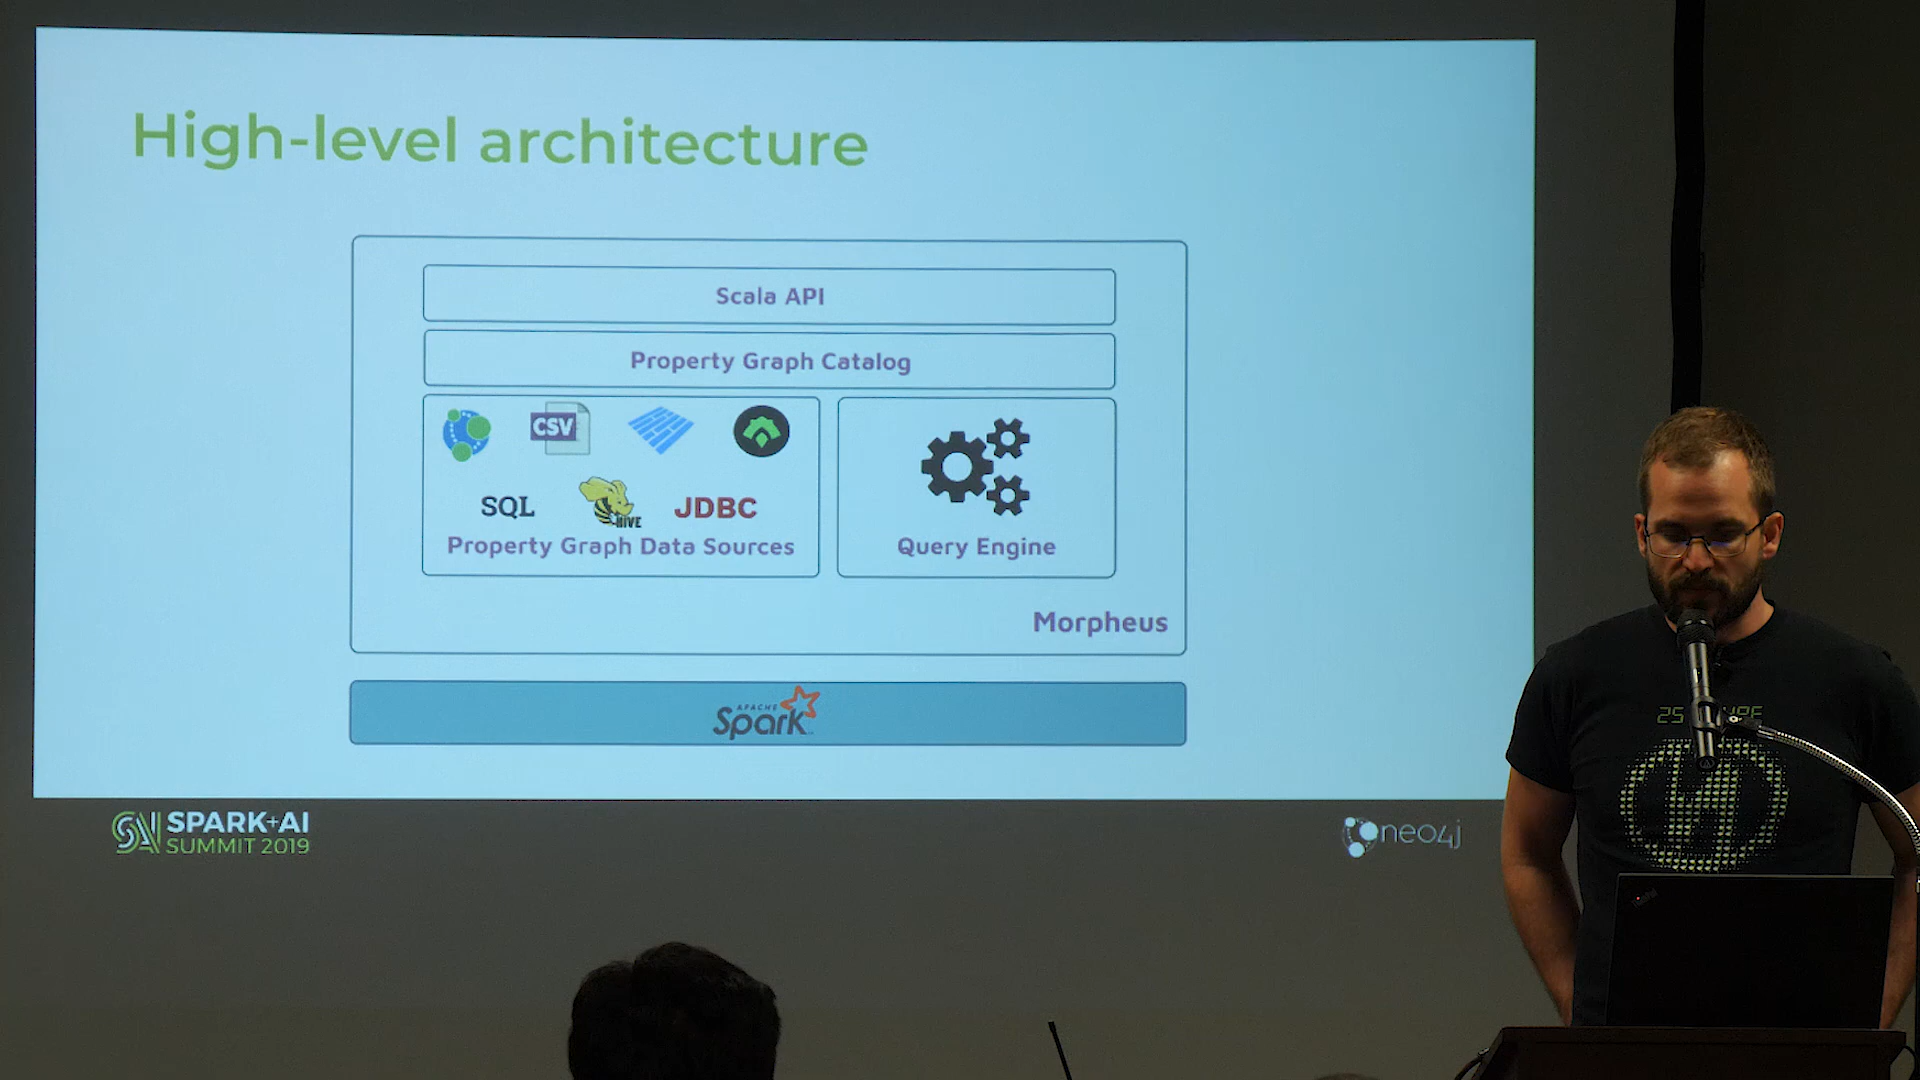 High-level architecture
Scala API
Property Graph Catalog
CSV
SQL
HIVE
JDBC
Property Graph Data Sources
Query Engine
Morpheus
APACHE
Spark
SPARK+AI
SUMMIT 2019
neo4j
25